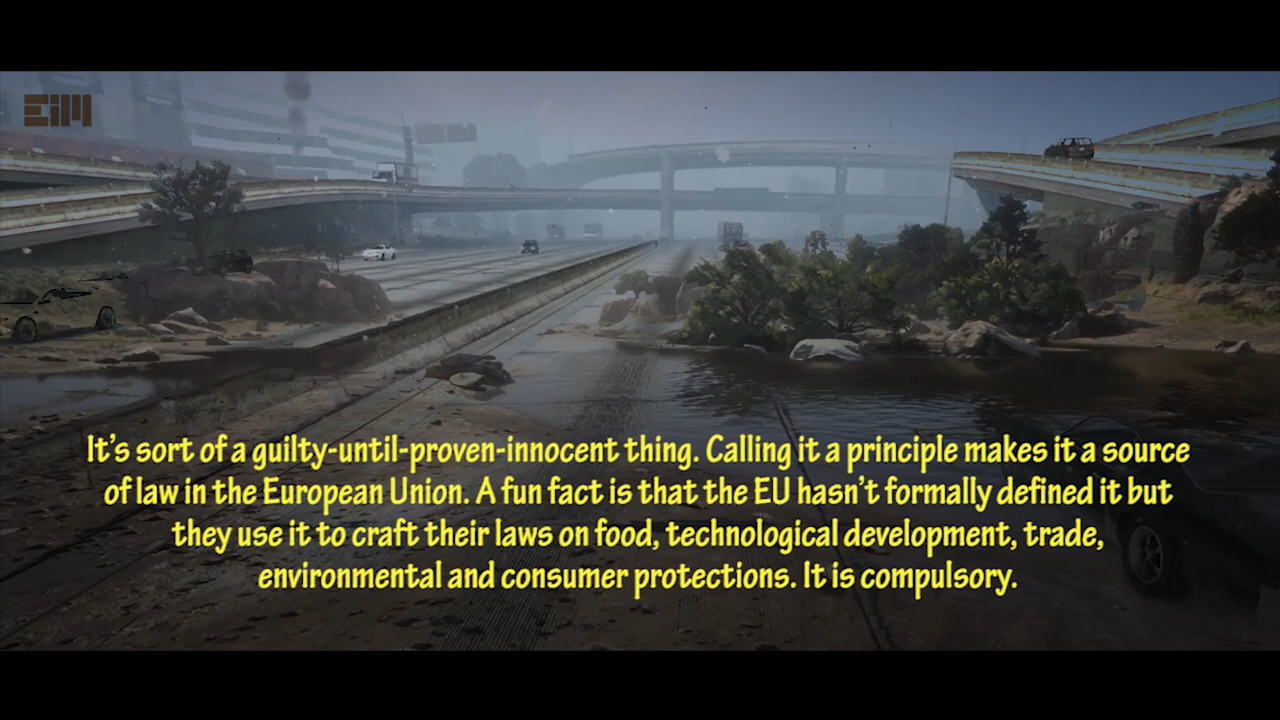 EiM
It's sort of a guilty-until-proven-innocent thing. Calling it a principle makes it a source
of law in the European Union. A fun fact is that the EU hasn't formally defined it but
they use it to craft their laws on food, technological development, trade,
environmental and consumer protections. It is compulsory.